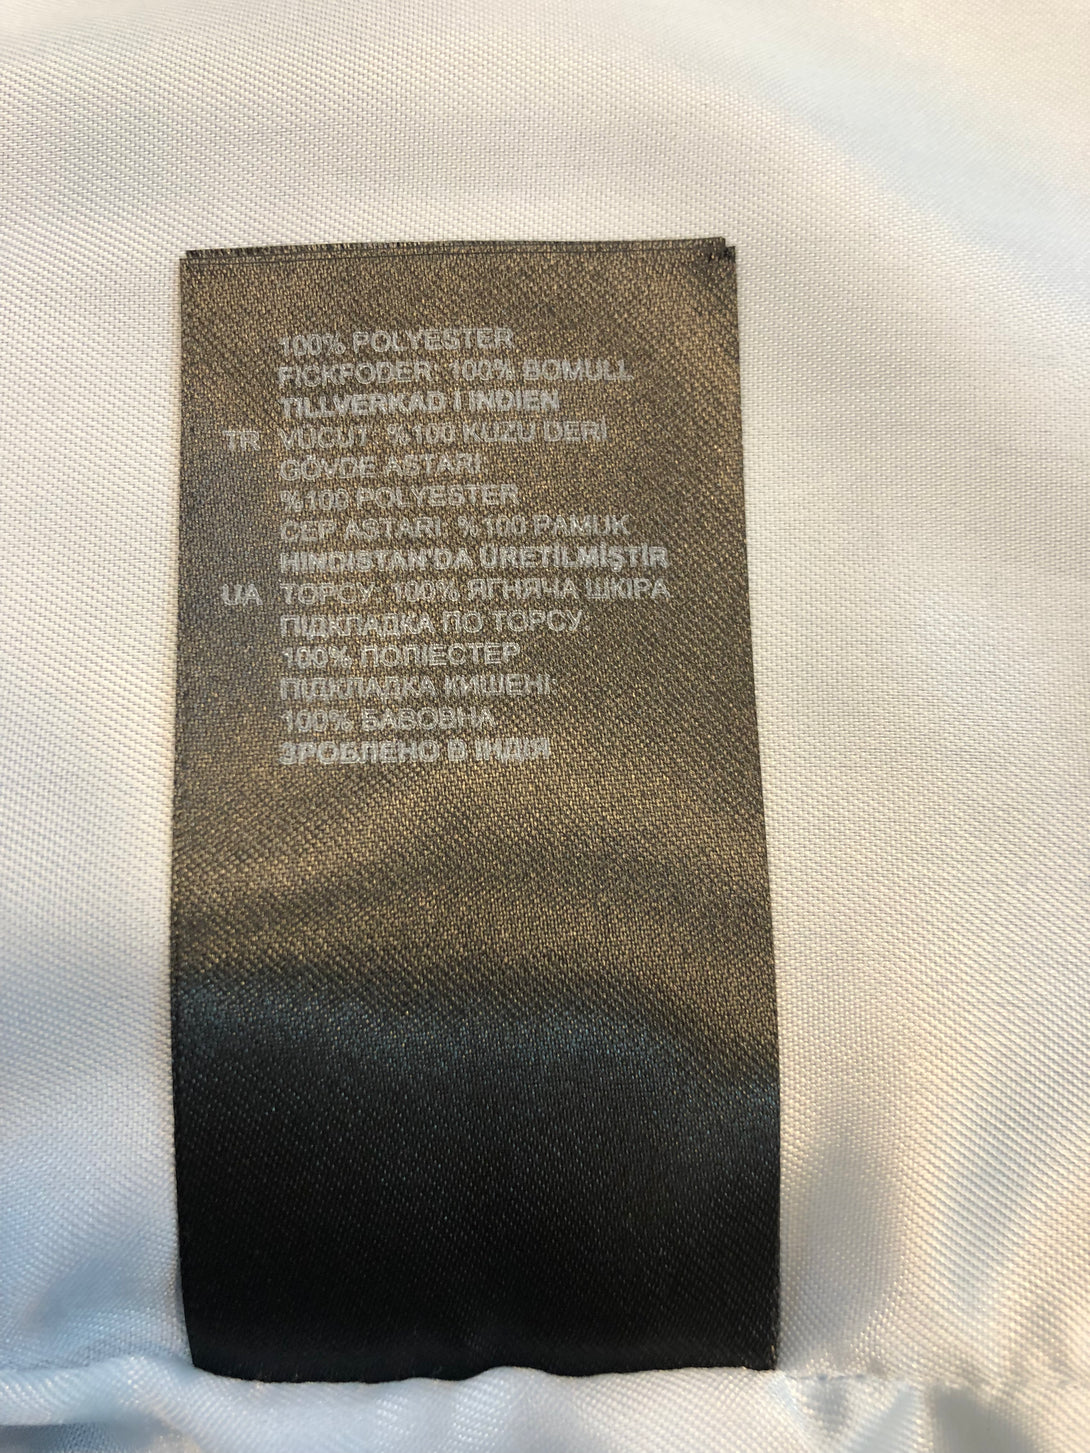 100% POLYESTER
FICKFODER: 100% BOMULL
TILLVERKAD I INDIEN
TR VÜCUT: %100 KUZU DERİ
GÖVDE ASTARI:
%100 POLYESTER
CEP ASTARI: %100 PAMUK
HİNDİSTAN'DA ÜRETİLMİŞTİR
UA ТОРСУ: 100% ЯГНЯЧА ШКІРА
ПІДКЛАДКА ПО ТОРСУ:
100% ПОЛІЕСТЕР
ПІДКЛАДКА КИШЕНІ:
100% БАВОВНА
ЗРОБЛЕНО В ІНДІЯ